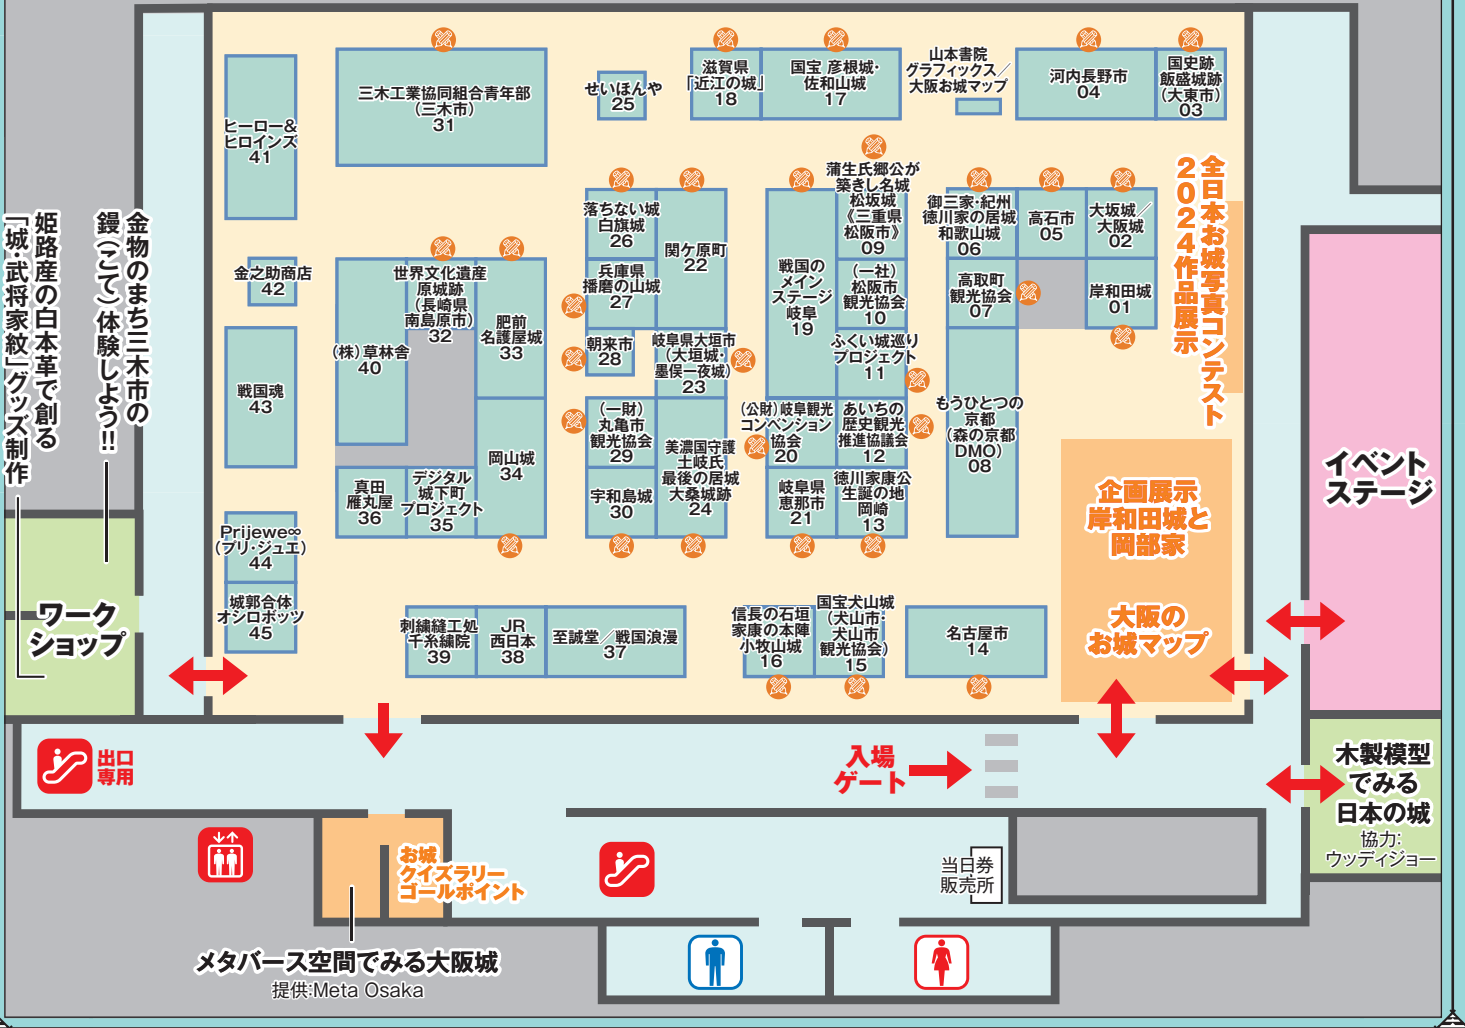 三木工業協同組合青年部
（三木市）
31
せいほんや
25
滋賀県
「近江の城」
18
国宝 彦根城・
佐和山城
17
山本書院
グラフィックス／
大阪お城マップ
河内長野市
04
国史跡
飯盛城跡
（大東市）
03
ヒーロー＆
ヒロインズ
41
金之助商店
42
戦国魂
43
Prijewe∞
（プリ・ジュエ）
44
城郭合体
オシロボッツ
45
（株）草林舎
40
世界文化遺産
原城跡
（長崎県
南島原市）
32
肥前
名護屋城
33
岡山城
34
真田
雁丸屋
36
デジタル
城下町
プロジェクト
35
落ちない城
白旗城
26
関ケ原町
22
兵庫県
播磨の山城
27
朝来市
28
岐阜県大垣市
（大垣城・
墨俣一夜城）
23
（一財）
丸亀市
観光協会
29
美濃国守護
土岐氏
最後の居城
大桑城跡
24
宇和島城
30
戦国の
メイン
ステージ
岐阜
19
蒲生氏郷公が
築きし名城
松坂城
《三重県
松阪市》
09
（一社）
松阪市
観光協会
10
ふくい城巡り
プロジェクト
11
（公財）岐阜観光
コンベンション
協会
20
あいちの
歴史観光
推進協議会
12
岐阜県
恵那市
21
徳川家康公
生誕の地
岡崎
13
御三家・紀州
徳川家の居城
和歌山城
06
高石市
05
大坂城／
大阪城
02
高取町
観光協会
07
岸和田城
01
もうひとつの
京都
（森の京都
DMO）
08
刺繍縫工処
千糸繍院
39
JR
西日本
38
至誠堂／戦国浪漫
37
信長の石垣
家康の本陣
小牧山城
16
国宝犬山城
（犬山市・
犬山市
観光協会）
15
名古屋市
14
全日本お城写真コンテスト
2024作品展示
企画展示
岸和田城と
岡部家
大阪の
お城マップ
イベント
ステージ
金物のまち三木市の
鏝（こて）体験しよう!!
姫路産の白本革で創る
「城・武将家紋」グッズ制作
ワーク
ショップ
出口
専用
入場
ゲート
木製模型
でみる
日本の城
協力:
ウッディジョー
お城
クイズラリー
ゴールポイント
当日券
販売所
メタバース空間でみる大阪城
提供:Meta Osaka